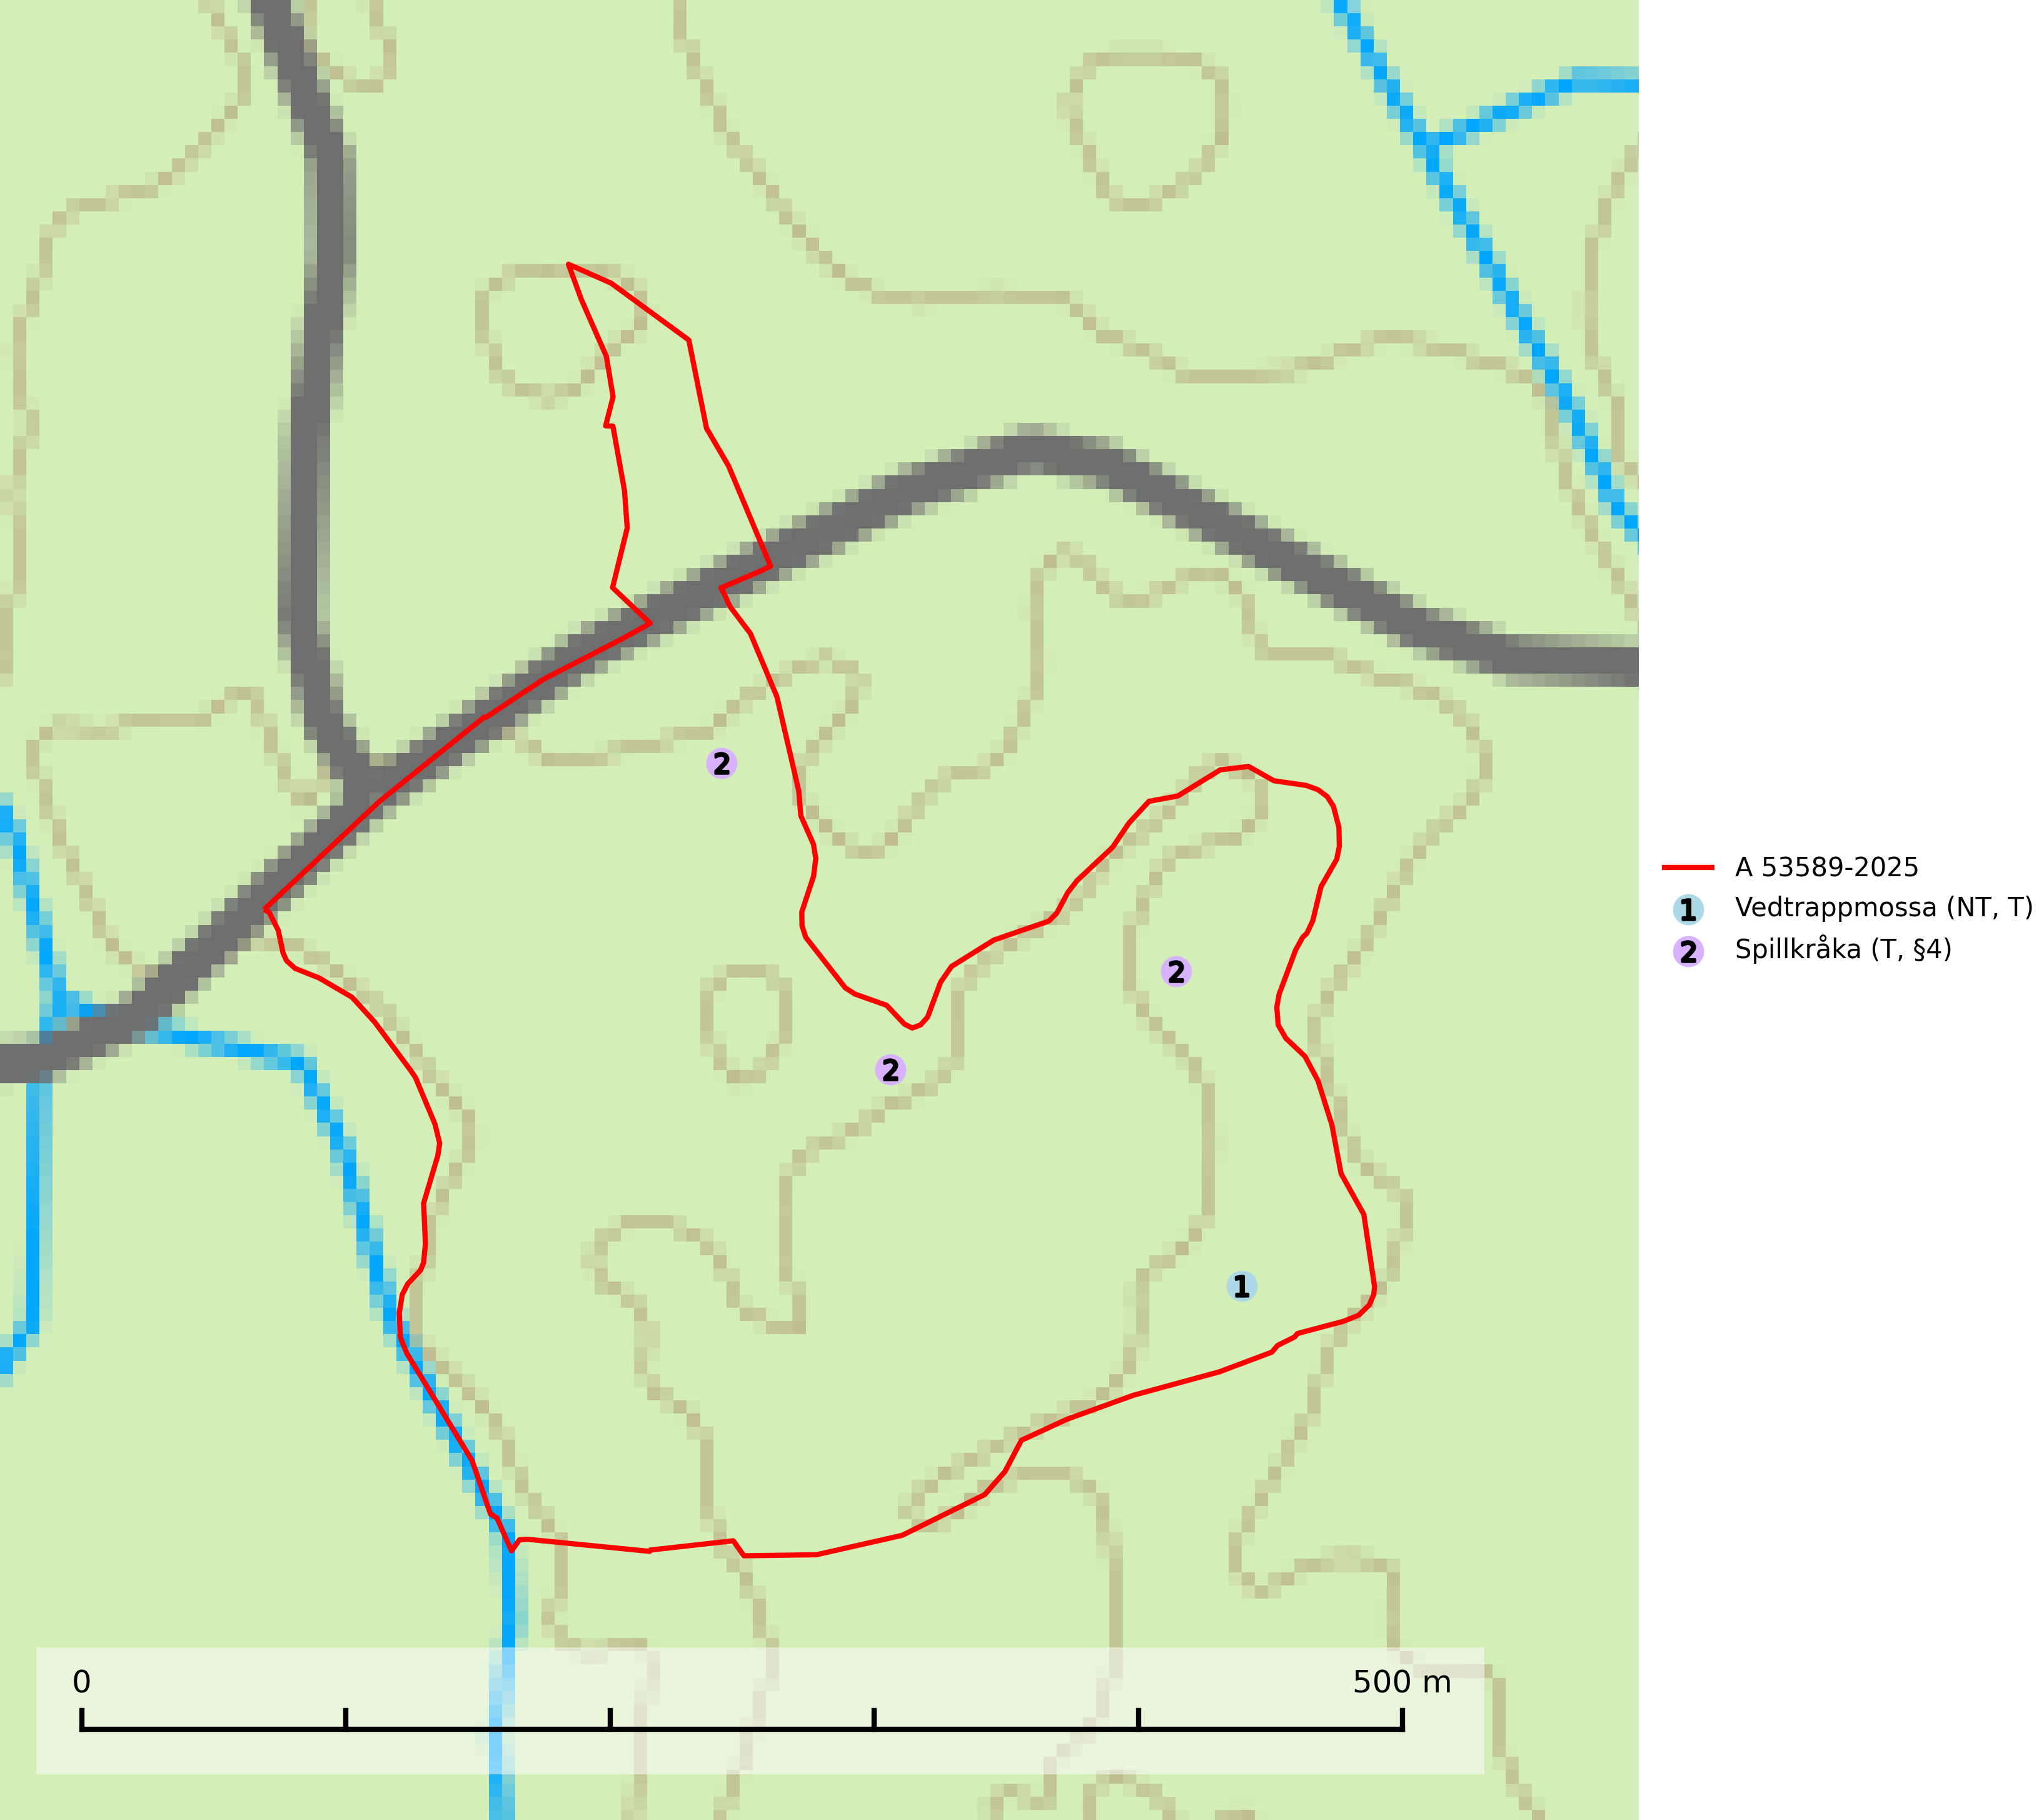 2
2
2
1
A 53589-2025
1 Vedtrappmossa (NT, T)
2 Spillkråka (T, §4)
0 500 m